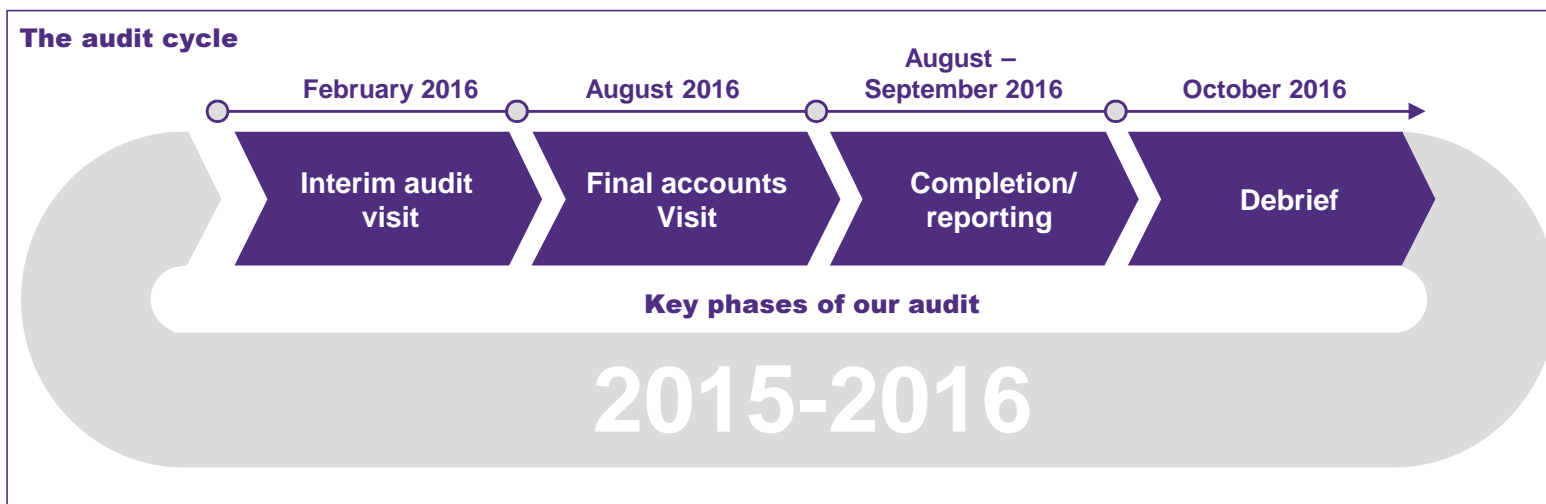 The audit cycle
February 2016
August 2016
August –
September 2016
October 2016
Interim audit
visit
Final accounts
Visit
Completion/
reporting
Debrief
Key phases of our audit
2015-2016